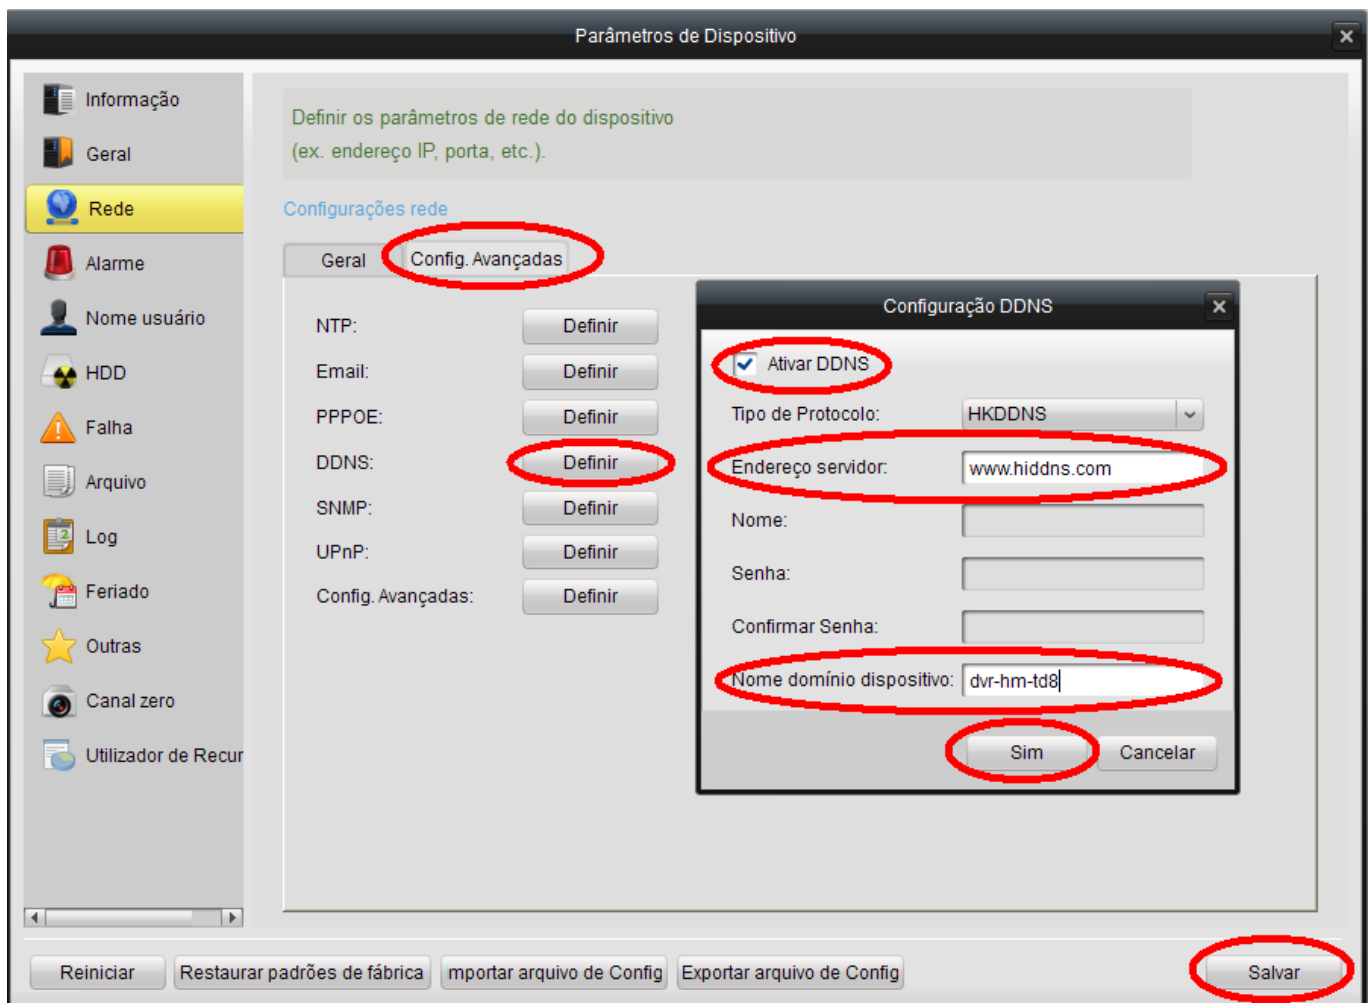 Parâmetros de Dispositivo
Informação
Geral
Rede
Alarme
Nome usuário
HDD
Falha
Arquivo
Log
Feriado
Outras
Canal zero
Utilizador de Recur
Definir os parâmetros de rede do dispositivo
(ex. endereço IP, porta, etc.).
Configurações rede
Geral
Config. Avançadas
NTP: Definir
Email: Definir
PPPOE: Definir
DDNS: Definir
SNMP: Definir
UPnP: Definir
Config. Avançadas: Definir
Configuração DDNS
Ativar DDNS
Tipo de Protocolo: HKDDNS
Endereço servidor: www.hiddns.com
Nome:
Senha:
Confirmar Senha:
Nome domínio dispositivo: dvr-hm-td8
Sim Cancelar
Reiniciar Restaurar padrões de fábrica mportar arquivo de Config Exportar arquivo de Config Salvar